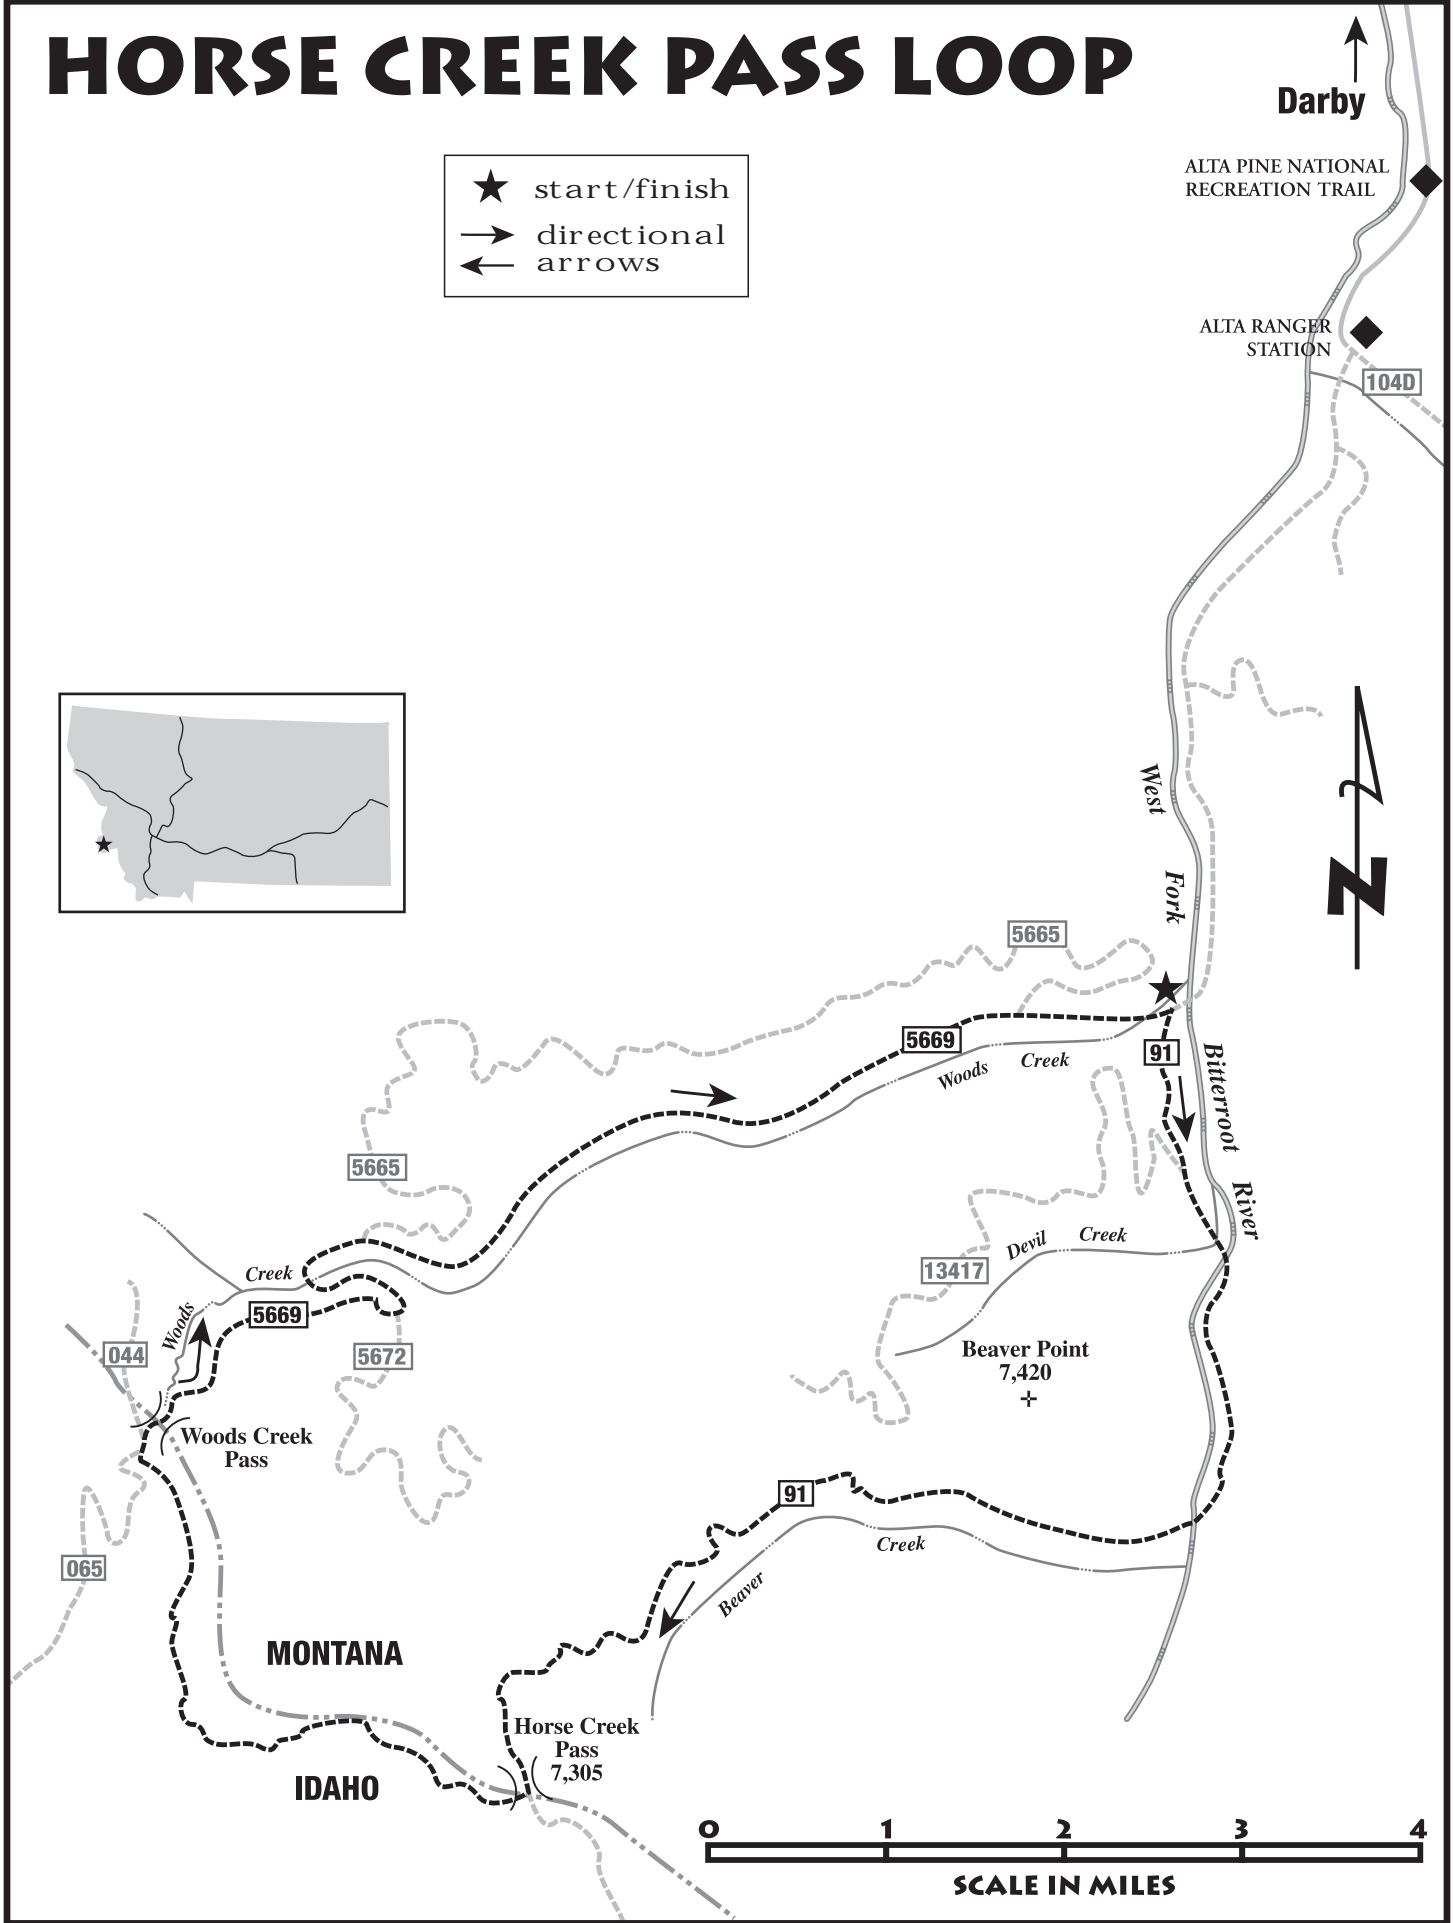 HORSE CREEK PASS LOOP
Darby
ALTA PINE NATIONAL
RECREATION TRAIL
start/finish
directional
arrows
ALTA RANGER
STATION
104D
West
Fork
5665
5669
Woods
Creek
91
Bitterroot
River
5665
Devil
Creek
13417
Creek
Woods
5669
044
5672
Beaver Point
7,420
Woods Creek
Pass
91
Creek
065
Beaver
MONTANA
Horse Creek
Pass
7,305
IDAHO
0 1 2 3 4
SCALE IN MILES
N